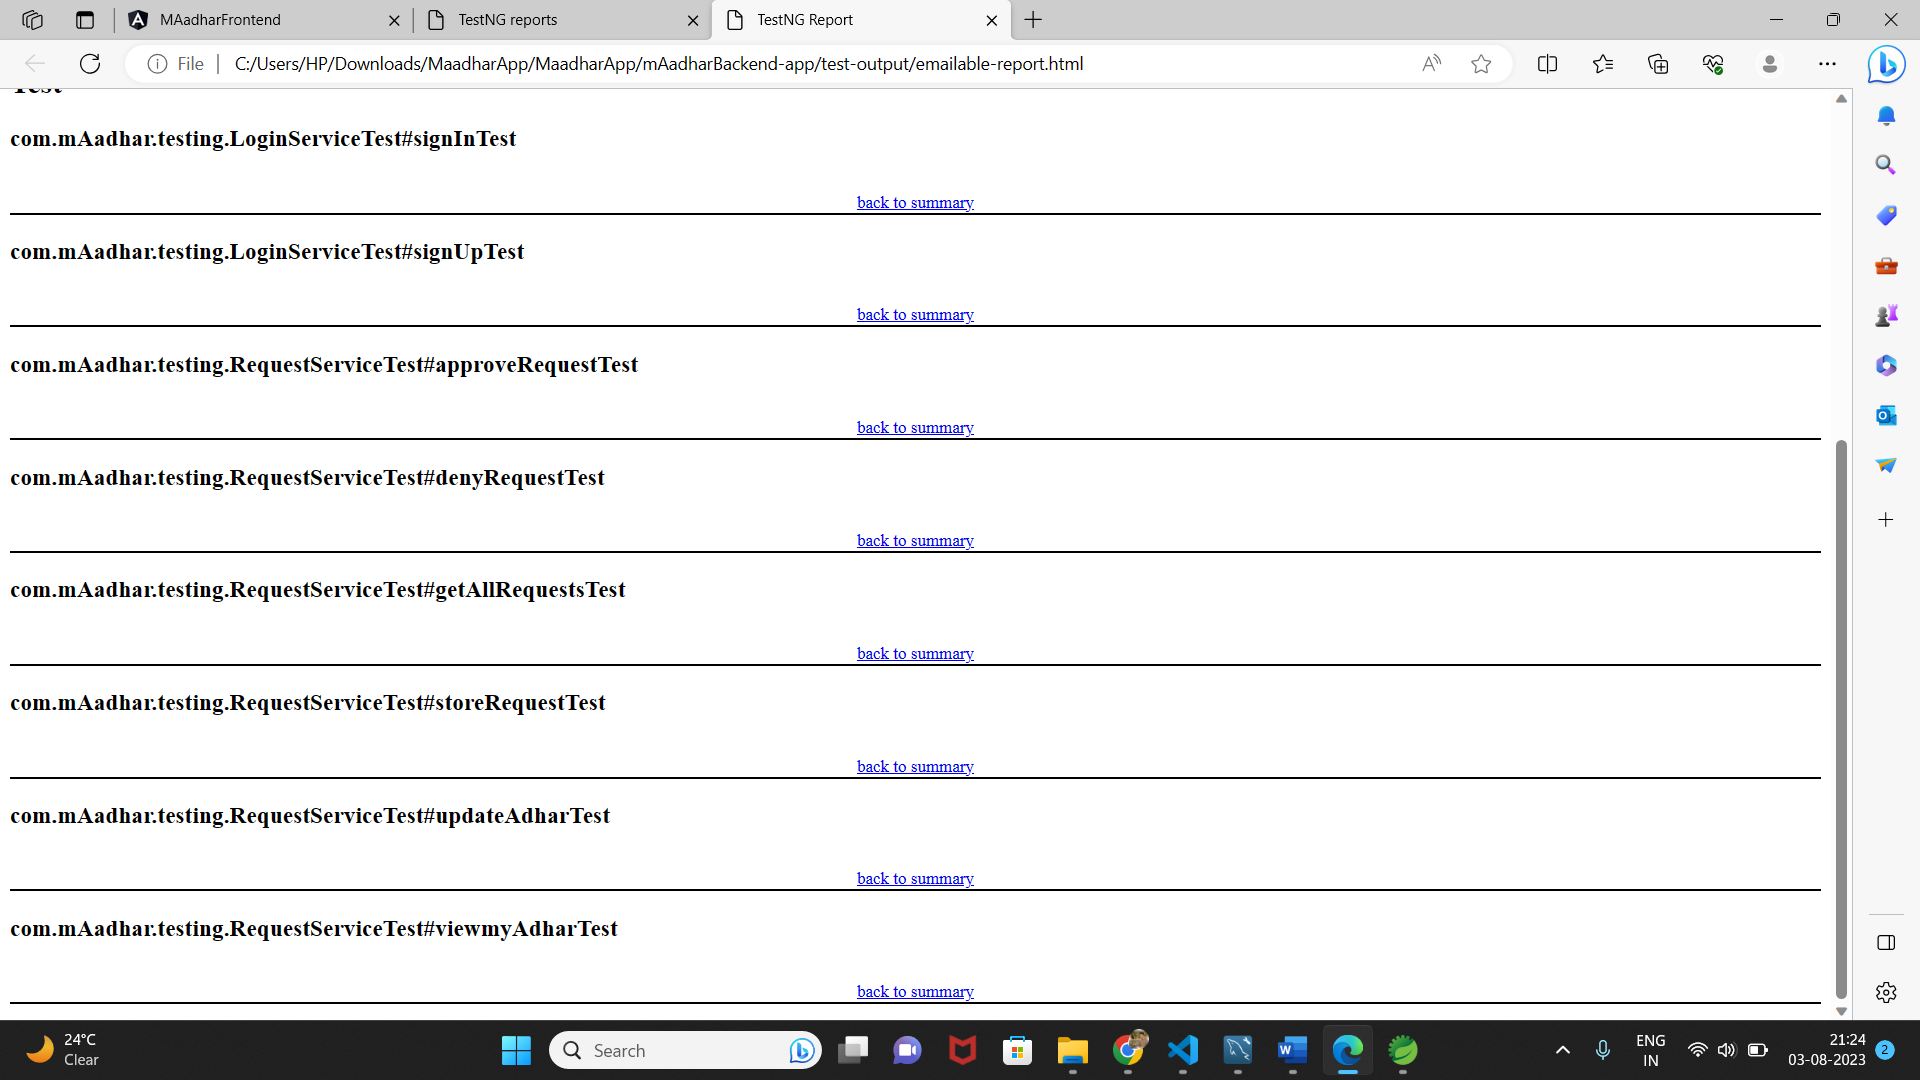 MAadharFrontend
TestNG reports
TestNG Report
File
C:/Users/HP/Downloads/MaadharApp/MaadharApp/mAadharBackend-app/test-output/emailable-report.html
Test
com.mAadhar.testing.LoginServiceTest#signInTest
back to summary
com.mAadhar.testing.LoginServiceTest#signUpTest
back to summary
com.mAadhar.testing.RequestServiceTest#approveRequestTest
back to summary
com.mAadhar.testing.RequestServiceTest#denyRequestTest
back to summary
com.mAadhar.testing.RequestServiceTest#getAllRequestsTest
back to summary
com.mAadhar.testing.RequestServiceTest#storeRequestTest
back to summary
com.mAadhar.testing.RequestServiceTest#updateAdharTest
back to summary
com.mAadhar.testing.RequestServiceTest#viewmyAdharTest
back to summary
24°C
Clear
Search
ENG
IN
21:24
03-08-2023
2